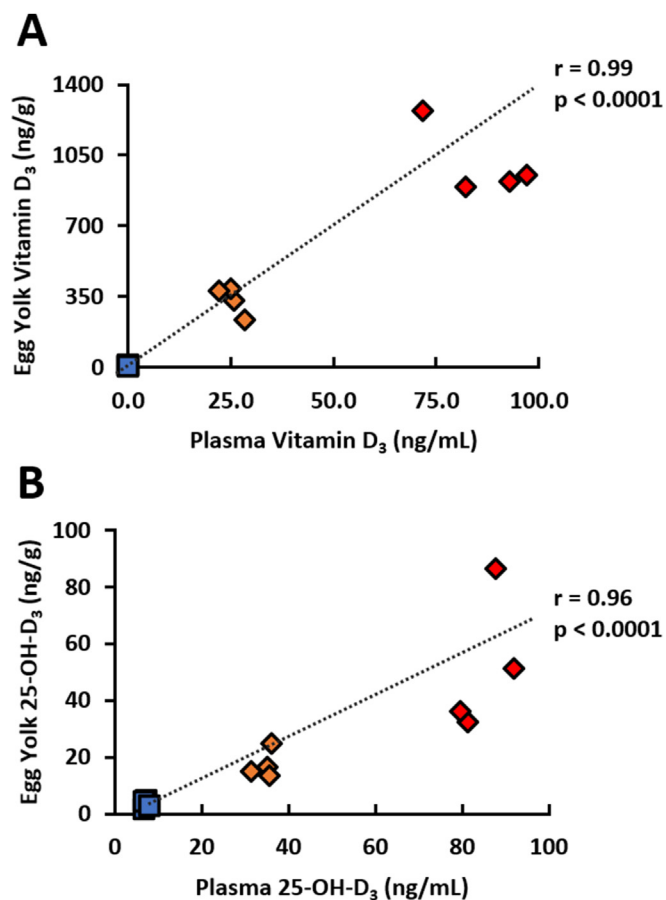 A
r = 0.99
p < 0.0001
Egg Yolk Vitamin D₃ (ng/g)
1400
1050
700
350
0
0.0 25.0 50.0 75.0 100.0
Plasma Vitamin D₃ (ng/mL)
B
r = 0.96
p < 0.0001
Egg Yolk 25-OH-D₃ (ng/g)
100
80
60
40
20
0
0 20 40 60 80 100
Plasma 25-OH-D₃ (ng/mL)